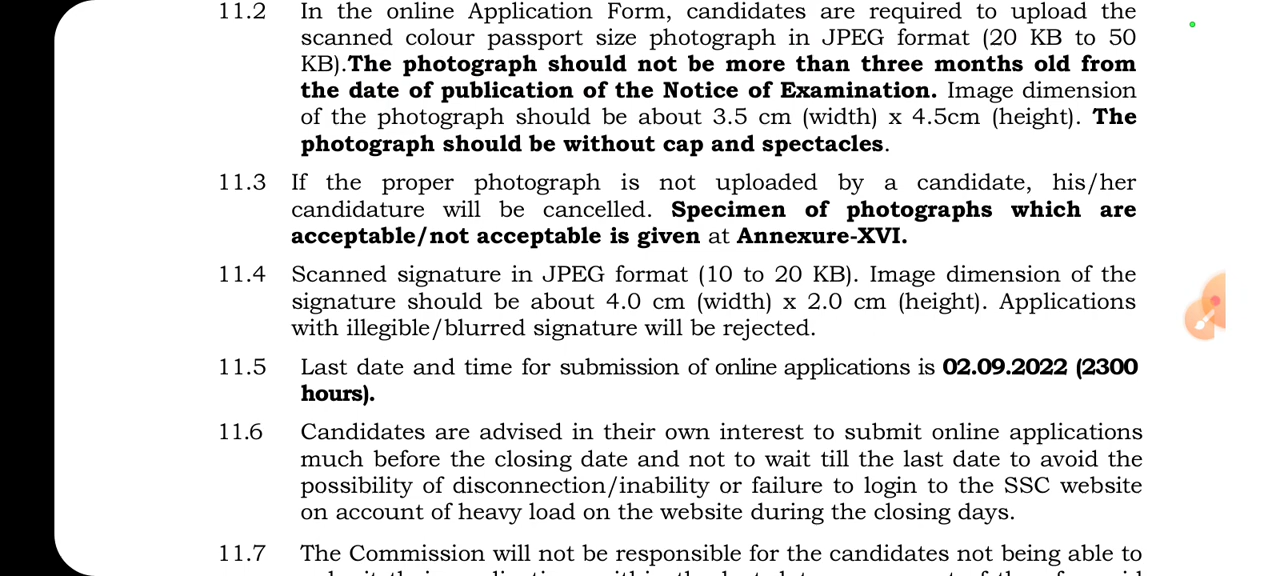 11.2 In the online Application Form, candidates are required to upload the
scanned colour passport size photograph in JPEG format (20 KB to 50
KB).The photograph should not be more than three months old from
the date of publication of the Notice of Examination. Image dimension
of the photograph should be about 3.5 cm (width) x 4.5cm (height). The
photograph should be without cap and spectacles.
11.3 If the proper photograph is not uploaded by a candidate, his/her
candidature will be cancelled. Specimen of photographs which are
acceptable/not acceptable is given at Annexure-XVI.
11.4 Scanned signature in JPEG format (10 to 20 KB). Image dimension of the
signature should be about 4.0 cm (width) x 2.0 cm (height). Applications
with illegible/blurred signature will be rejected.
11.5 Last date and time for submission of online applications is 02.09.2022 (2300
hours).
11.6 Candidates are advised in their own interest to submit online applications
much before the closing date and not to wait till the last date to avoid the
possibility of disconnection/inability or failure to login to the SSC website
on account of heavy load on the website during the closing days.
11.7 The Commission will not be responsible for the candidates not being able to